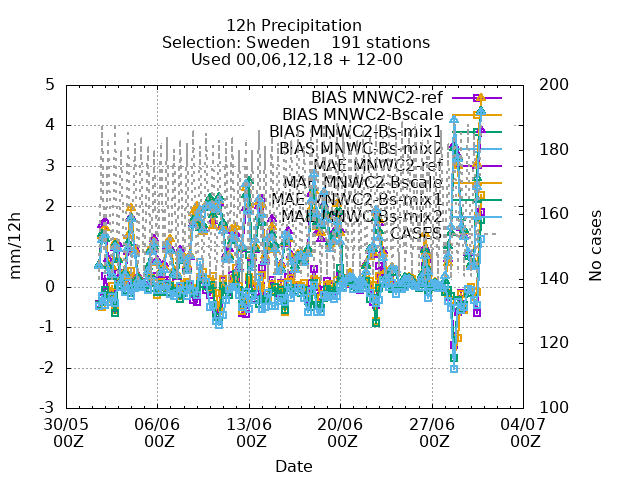 12h Precipitation
Selection: Sweden    191 stations
Used 00,06,12,18 + 12-00
5
4
3
2
1
0
-1
-2
-3
mm/12h
200
180
160
140
120
100
No cases
BIAS MNWC2-ref
BIAS MNWC2-Bscale
BIAS MNWC2-Bs-mix1
BIAS MNWC2-Bs-mix2
MAE MNWC2-ref
MAE MNWC2-Bscale
MAE MNWC2-Bs-mix1
MAE MNWC2-Bs-mix2
CASES
30/05 06/06 13/06 20/06 27/06 04/07
00Z 00Z 00Z 00Z 00Z 00Z
Date